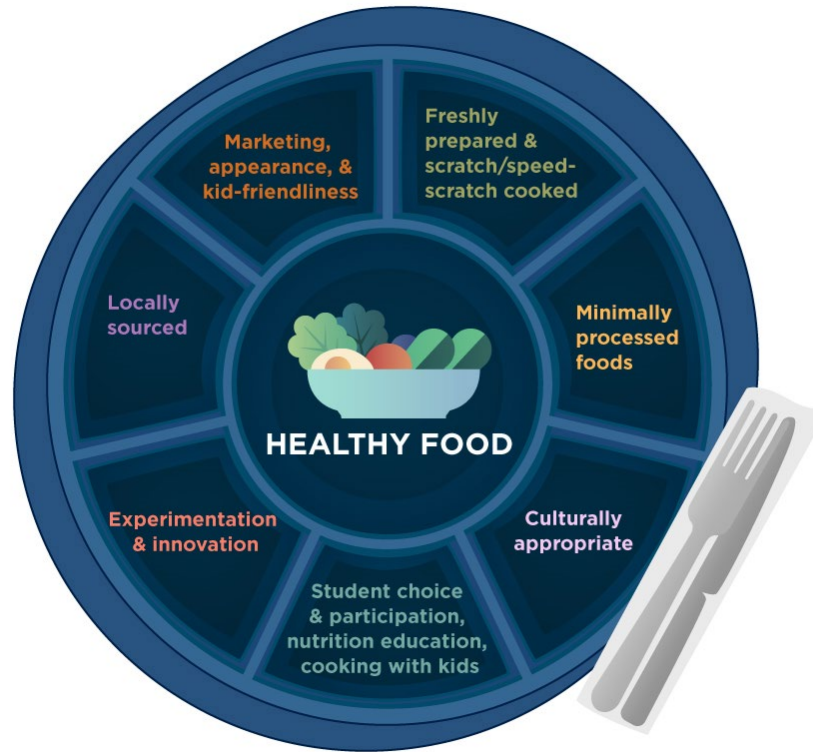 Marketing,
appearance, &
kid-friendliness
Freshly
prepared &
scratch/speed-
scratch cooked
Minimally
processed
foods
Culturally
appropriate
Student choice
& participation,
nutrition education,
cooking with kids
Experimentation
& innovation
Locally
sourced
HEALTHY FOOD